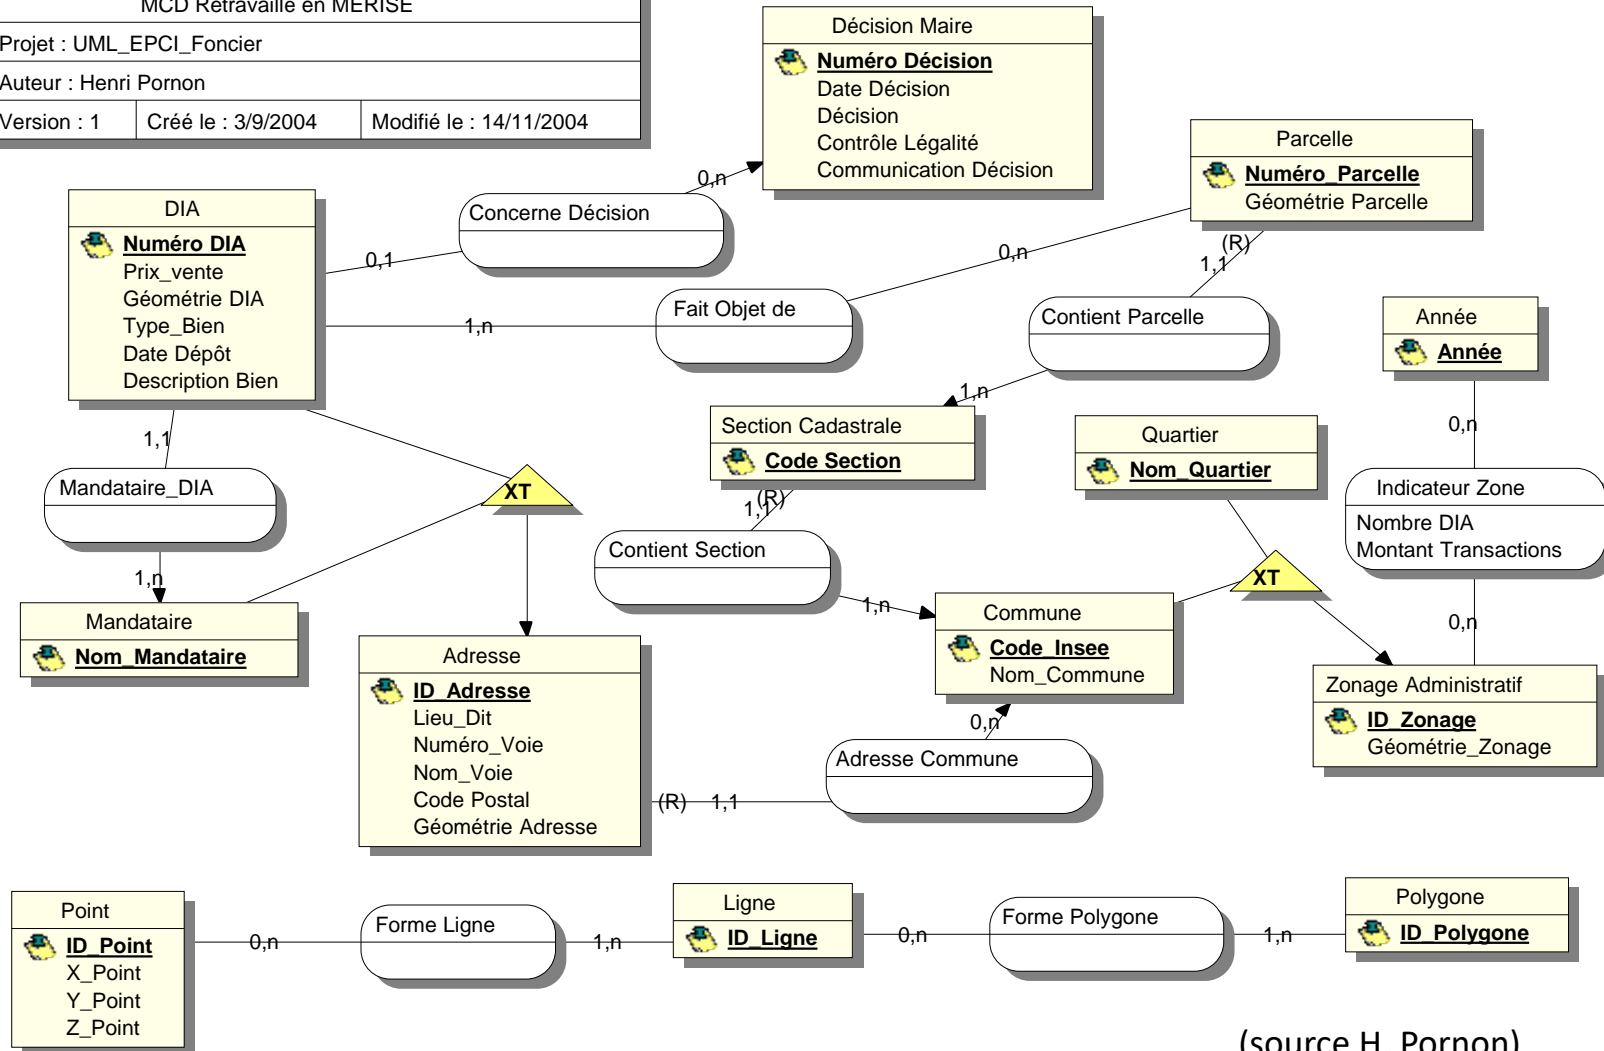 MCD Retravaillé en MERISE
Projet : UML_EPCI_Foncier
Auteur : Henri Pornon
Version : 1
Créé le : 3/9/2004
Modifié le : 14/11/2004
Décision Maire
Numéro Décision
Date Décision
Décision
Contrôle Légalité
Communication Décision
Parcelle
Numéro_Parcelle
Géométrie Parcelle
DIA
Numéro DIA
Prix_vente
Géométrie DIA
Type_Bien
Date Dépôt
Description Bien
Concerne Décision
0,n
0,1
Fait Objet de
0,n
1,n
(R)
1,1
Contient Parcelle
1,n
Année
Année
0,n
Section Cadastrale
Code Section
Quartier
Nom_Quartier
Indicateur Zone
Nombre DIA
Montant Transactions
0,n
1,1
Mandataire_DIA
1,n
XT
(R)
1,1
Contient Section
1,n
XT
Mandataire
Nom_Mandataire
Adresse
ID_Adresse
Lieu_Dit
Numéro_Voie
Nom_Voie
Code Postal
Géométrie Adresse
Commune
Code_Insee
Nom_Commune
Zonage Administratif
ID_Zonage
Géométrie_Zonage
0,n
Adresse Commune
(R)
1,1
Point
ID_Point
X_Point
Y_Point
Z_Point
0,n
Forme Ligne
1,n
Ligne
ID_Ligne
0,n
Forme Polygone
1,n
Polygone
ID_Polygone
(source H. Pornon)